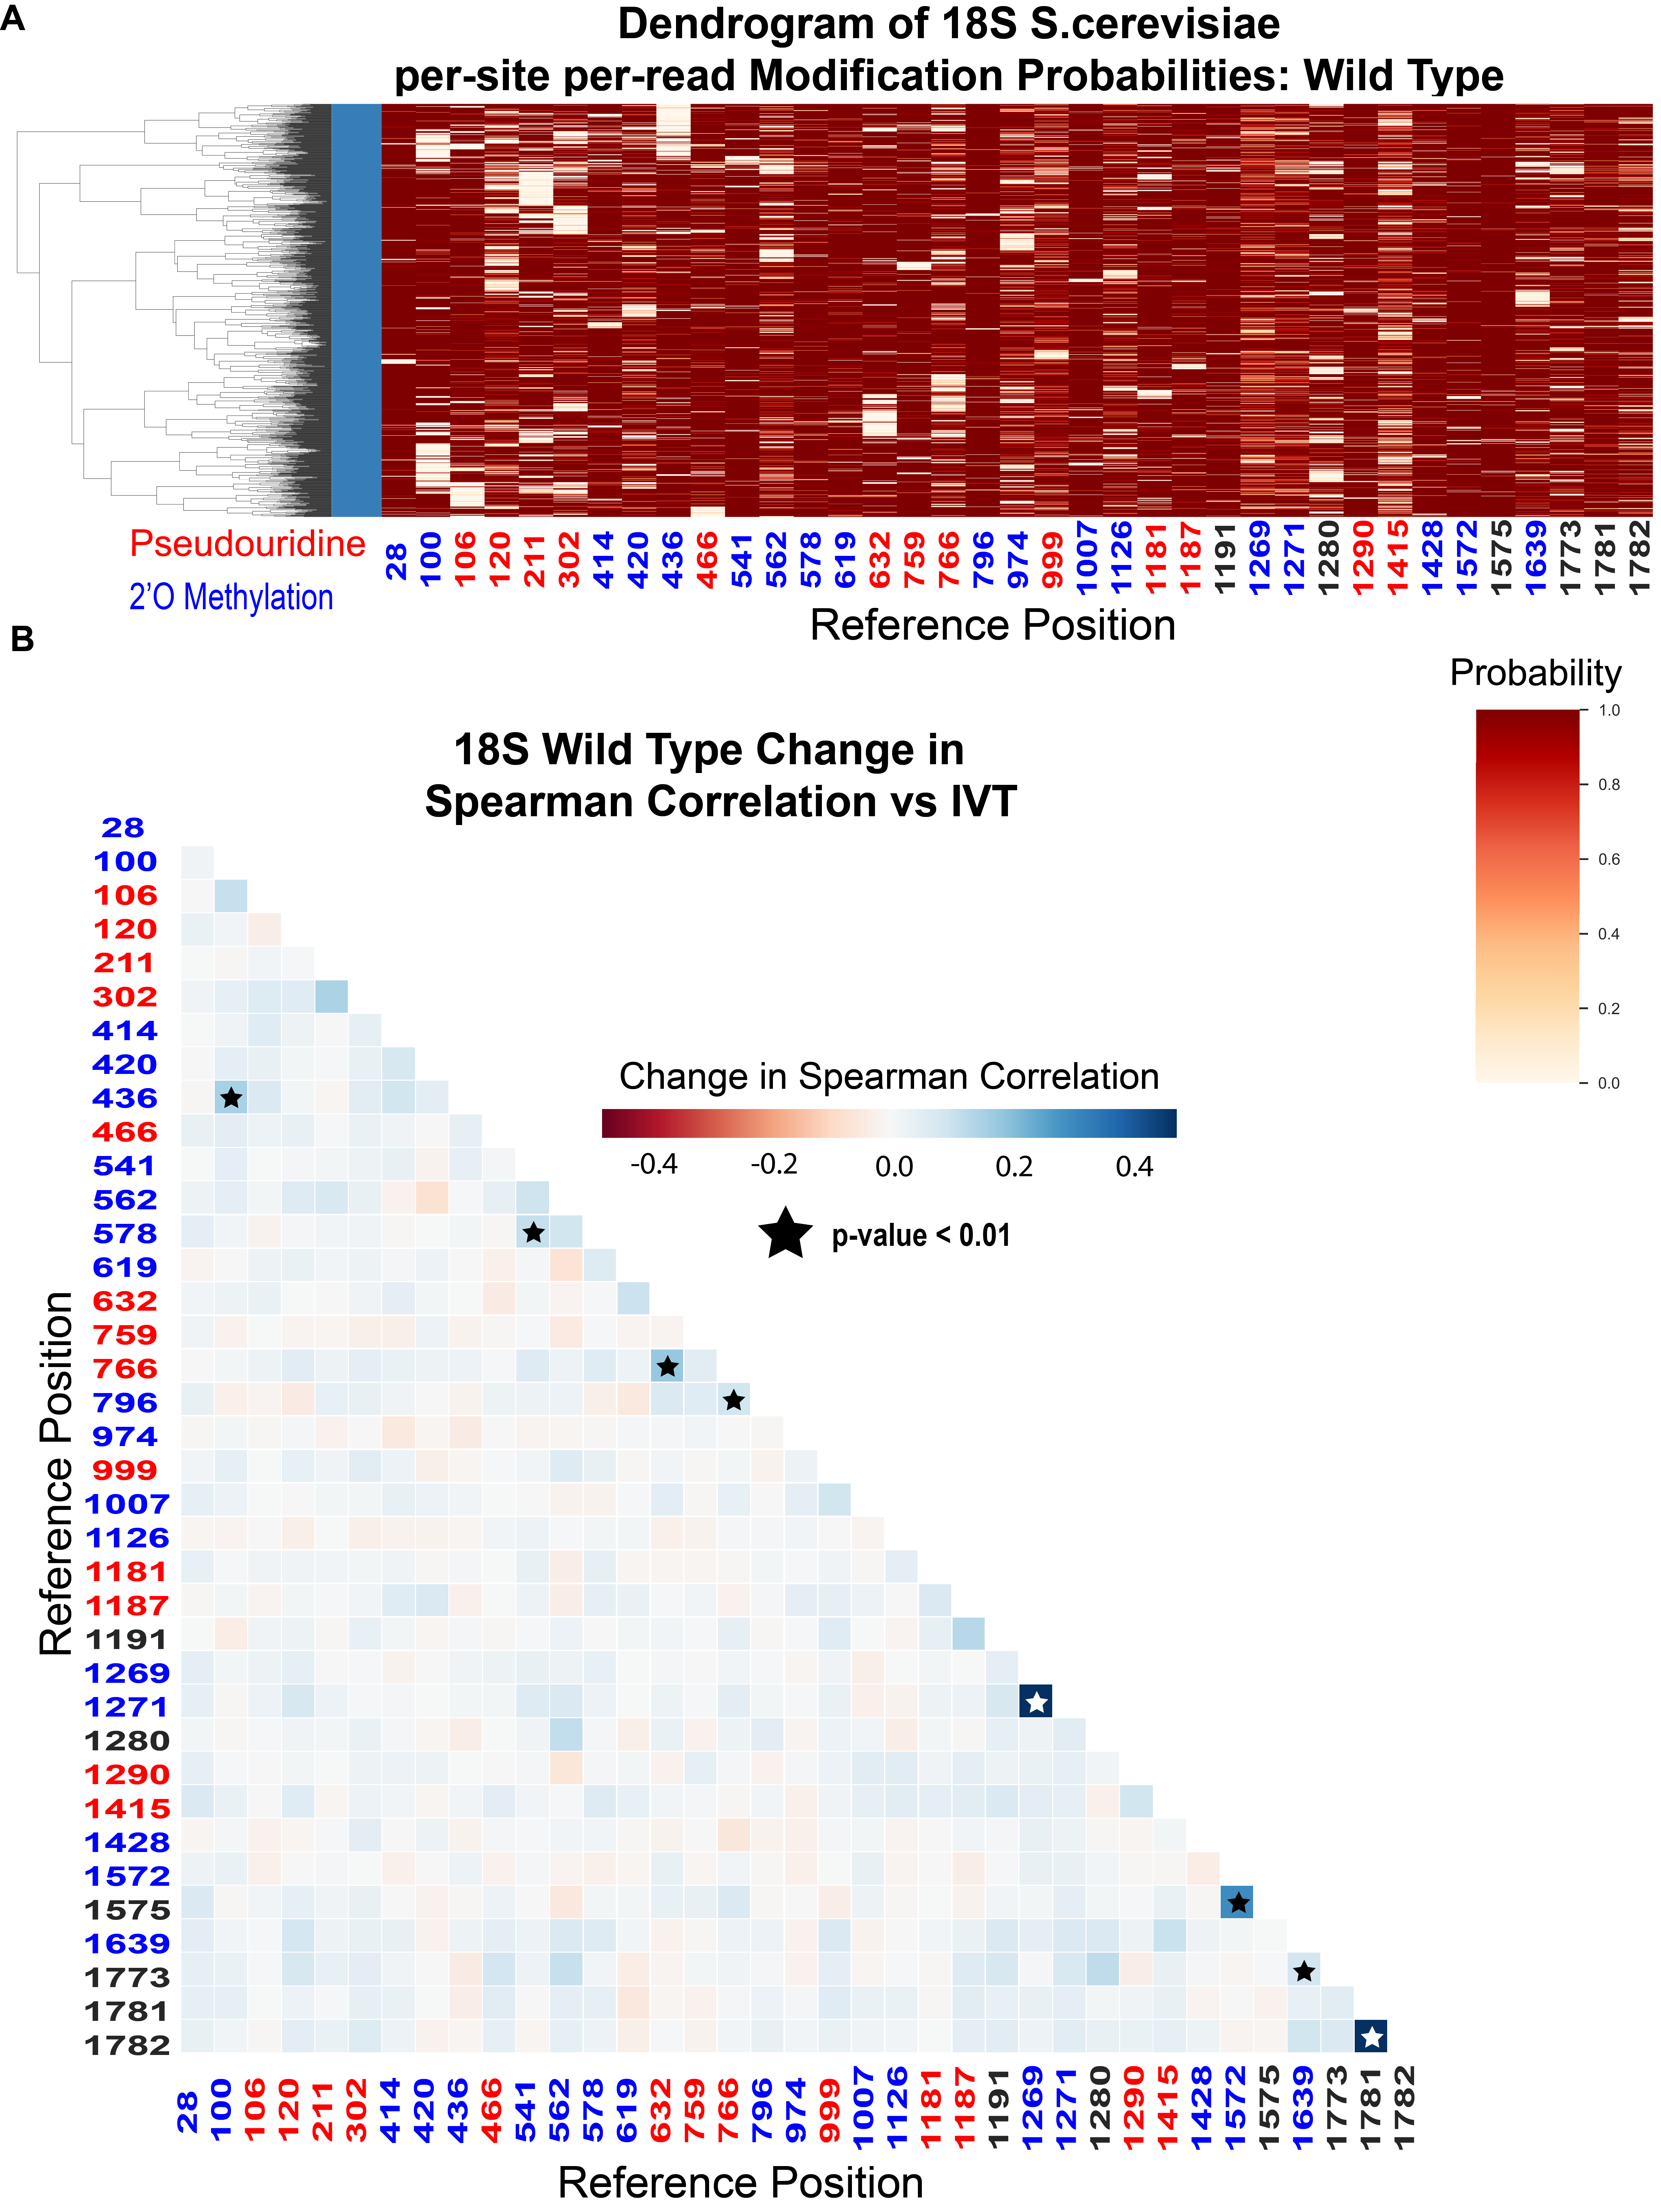 A
Dendrogram of 18S S.cerevisiae
per-site per-read Modification Probabilities: Wild Type
Pseudouridine
2'O Methylation
28 100 106 120 211 302 414 420 436 466 541 562 578 619 632 759 766 796 974 999 1007 1126 1181 1187 1191 1269 1271 1280 1290 1415 1428 1572 1575 1639 1773 1781 1782
Reference Position
B
Probability
1.0
0.8
0.6
0.4
0.2
0.0
18S Wild Type Change in
Spearman Correlation vs IVT
Change in Spearman Correlation
-0.4 -0.2 0.0 0.2 0.4
p-value < 0.01
Reference Position
28
100
106
120
211
302
414
420
436
466
541
562
578
619
632
759
766
796
974
999
1007
1126
1181
1187
1191
1269
1271
1280
1290
1415
1428
1572
1575
1639
1773
1781
1782
28 100 106 120 211 302 414 420 436 466 541 562 578 619 632 759 766 796 974 999 1007 1126 1181 1187 1191 1269 1271 1280 1290 1415 1428 1572 1575 1639 1773 1781 1782
Reference Position